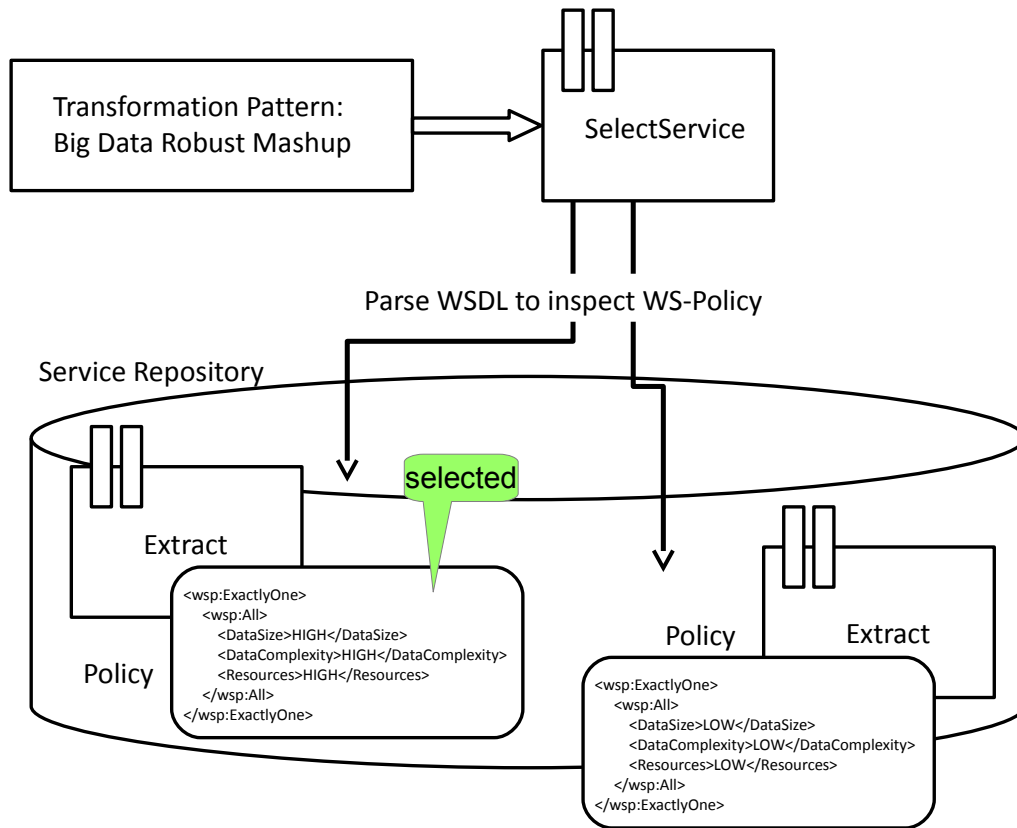 Transformation Pattern:
Big Data Robust Mashup
SelectService
Parse WSDL to inspect WS-Policy
Service Repository
selected
Extract
<wsp:ExactlyOne>
<wsp:All>
<DataSize>HIGH</DataSize>
<DataComplexity>HIGH</DataComplexity>
<Resources>HIGH</Resources>
</wsp:All>
</wsp:ExactlyOne>
Policy
Policy
Extract
<wsp:ExactlyOne>
<wsp:All>
<DataSize>LOW</DataSize>
<DataComplexity>LOW</DataComplexity>
<Resources>LOW</Resources>
</wsp:All>
</wsp:ExactlyOne>